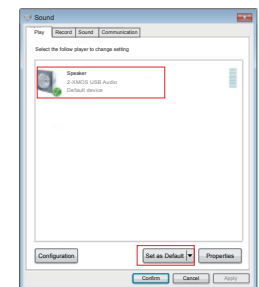 Sound
Play Record Sound Communication
Select the follow player to change setting
Speaker
2-XMOS USB Audio
Default device
Configuration Set as Default Properties
Confirm Cancel Apply